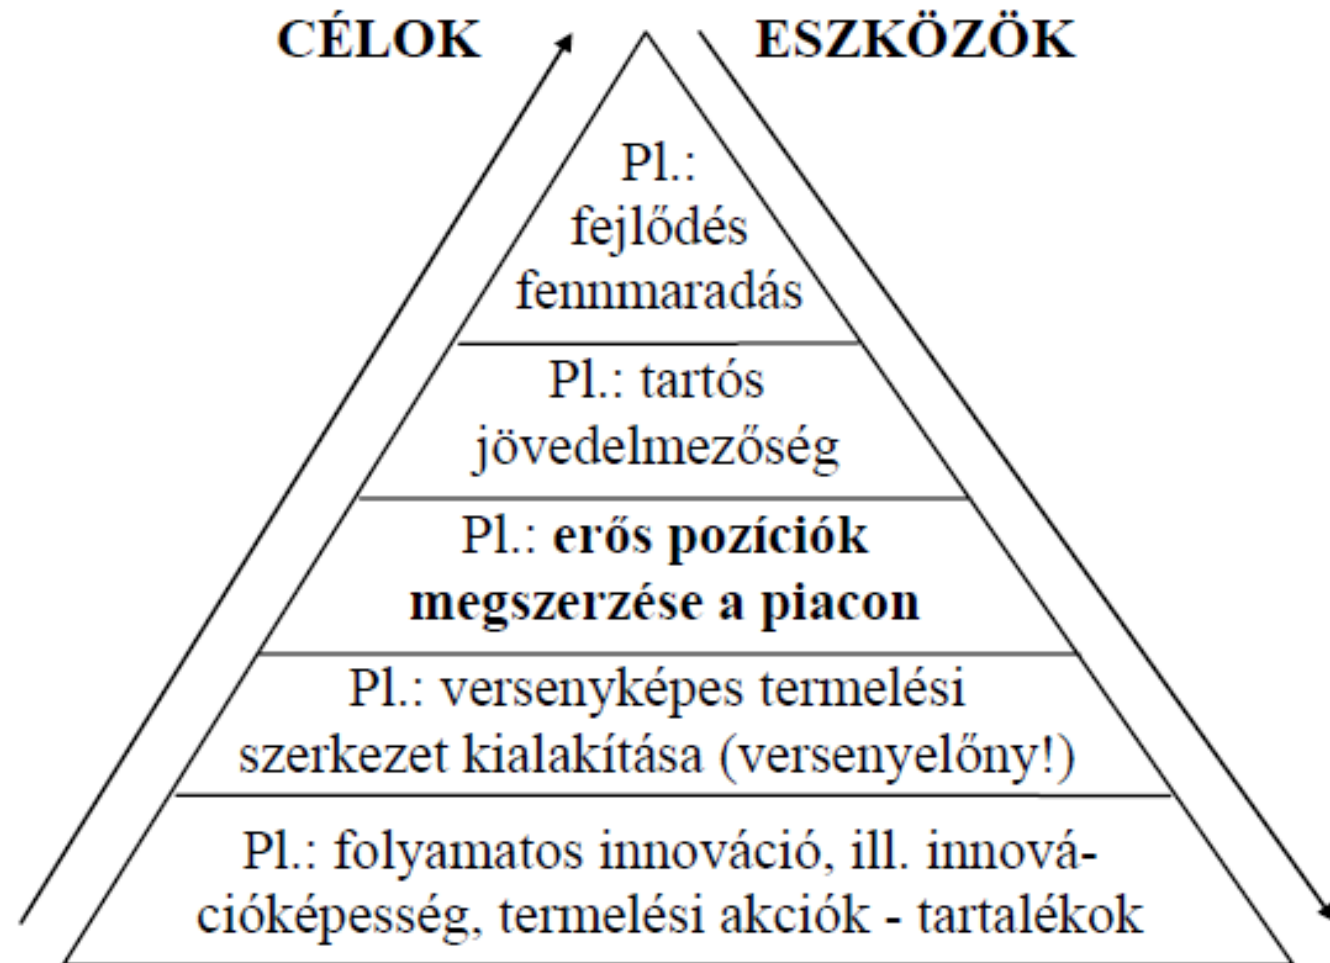 CÉLOK
ESZKÖZÖK
Pl.:
fejlődés
fennmaradás
Pl.: tartós
jövedelmezőség
Pl.: erős pozíciók
megszerzése a piacon
Pl.: versenyképes termelési
szerkezet kialakítása (versenyelőny!)
Pl.: folyamatos innováció, ill. innová-
cióképesség, termelési akciók - tartalékok